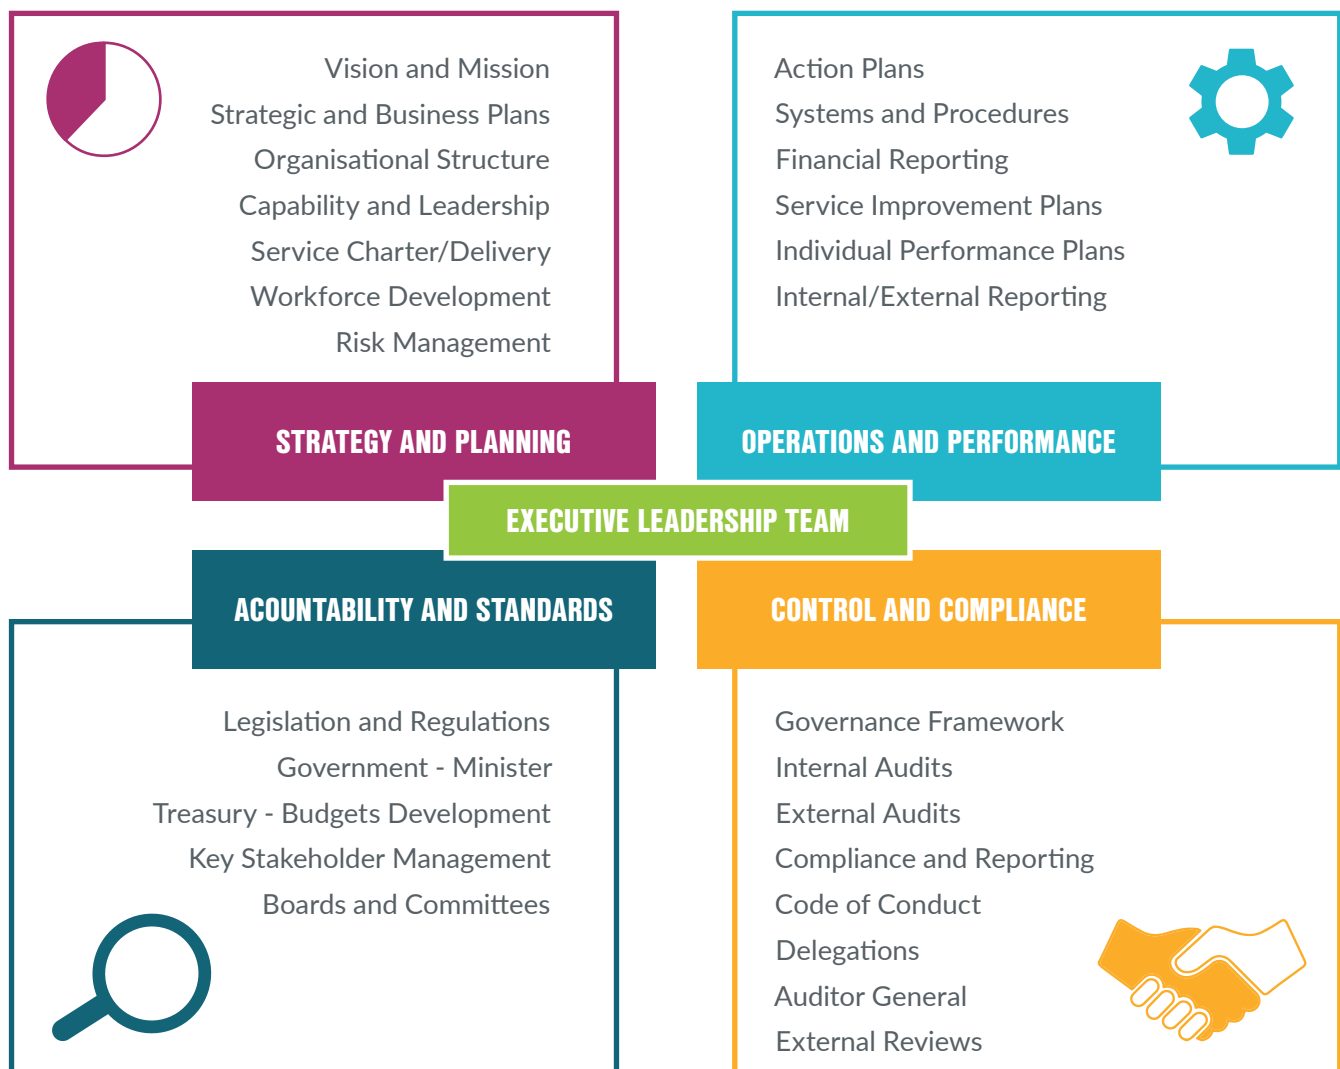 Vision and Mission
Strategic and Business Plans
Organisational Structure
Capability and Leadership
Service Charter/Delivery
Workforce Development
Risk Management
STRATEGY AND PLANNING
Action Plans
Systems and Procedures
Financial Reporting
Service Improvement Plans
Individual Performance Plans
Internal/External Reporting
OPERATIONS AND PERFORMANCE
EXECUTIVE LEADERSHIP TEAM
ACOUNTABILITY AND STANDARDS
Legislation and Regulations
Government - Minister
Treasury - Budgets Development
Key Stakeholder Management
Boards and Committees
CONTROL AND COMPLIANCE
Governance Framework
Internal Audits
External Audits
Compliance and Reporting
Code of Conduct
Delegations
Auditor General
External Reviews